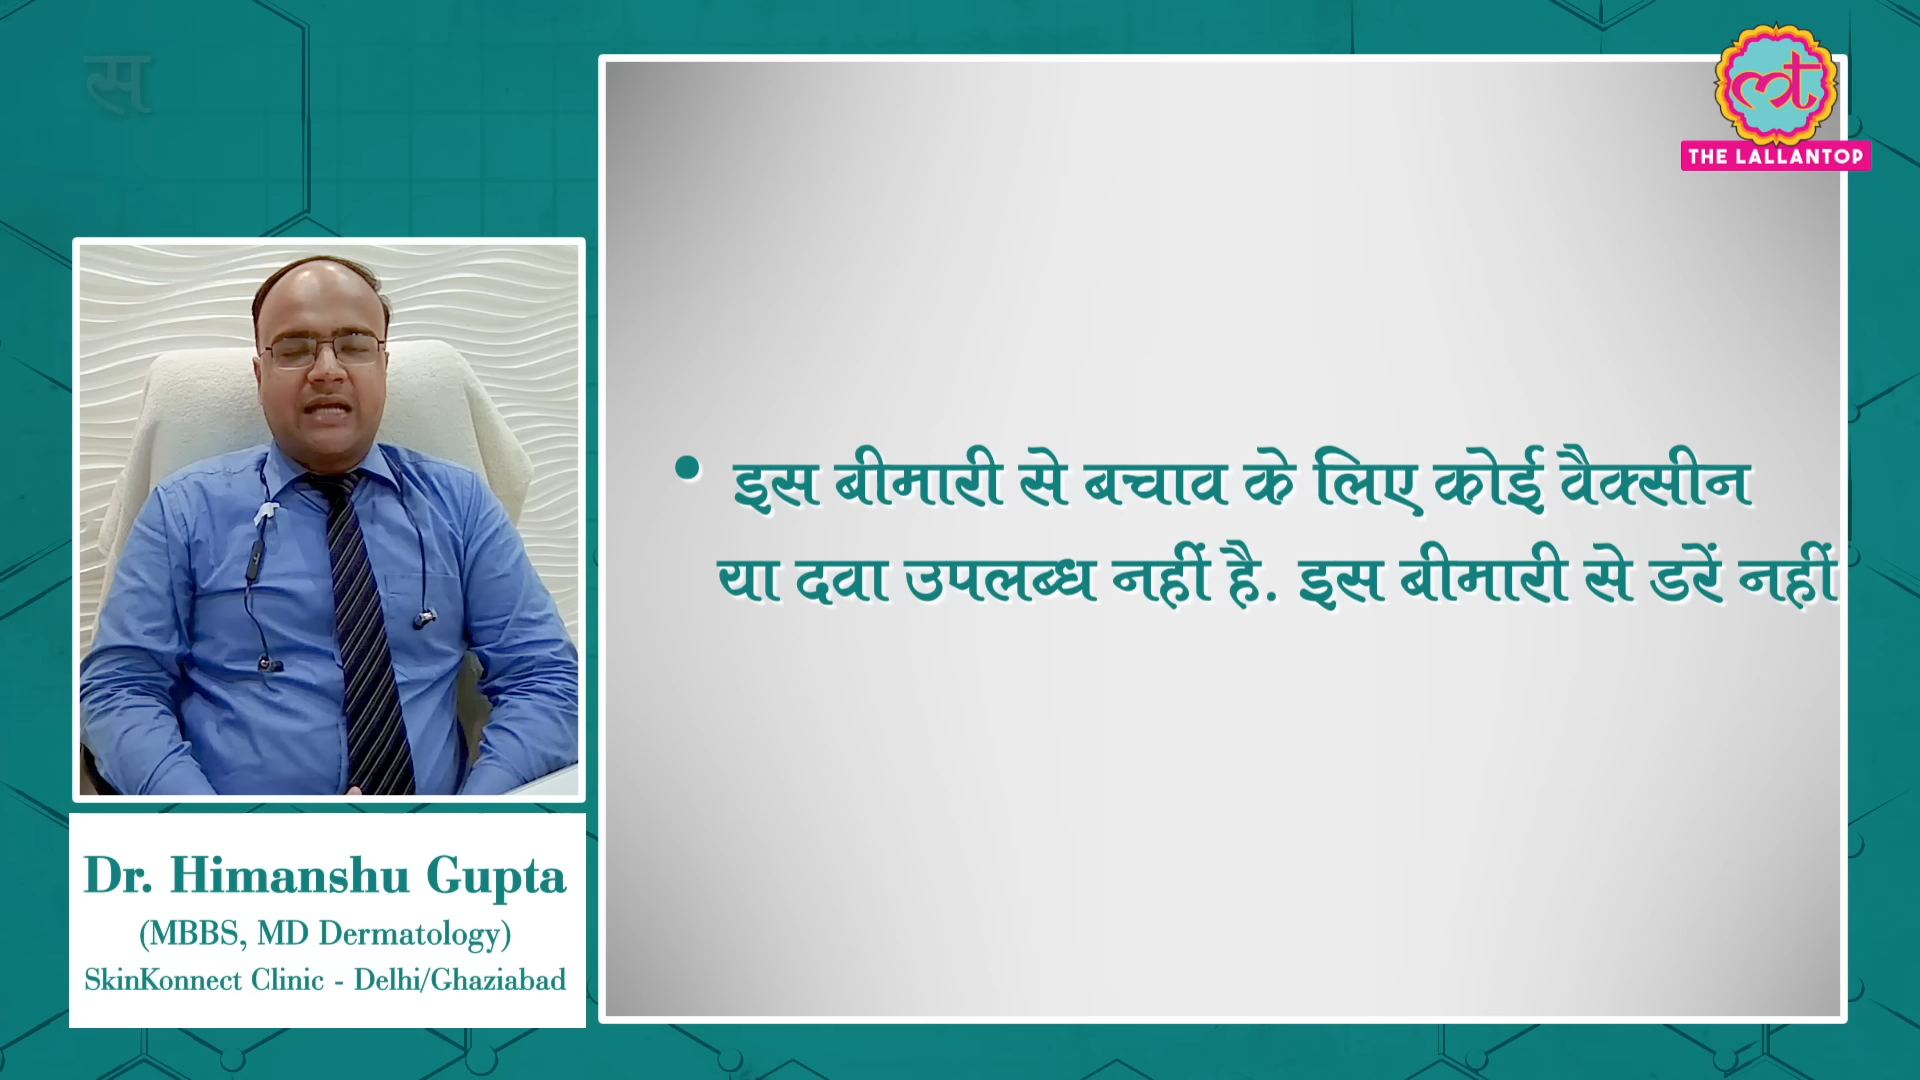 स
THE LALLANTOP
• इस बीमारी से बचाव के लिए कोई वैक्सीन
या दवा उपलब्ध नहीं है. इस बीमारी से डरें नहीं
Dr. Himanshu Gupta
(MBBS, MD Dermatology)
SkinKonnect Clinic - Delhi/Ghaziabad